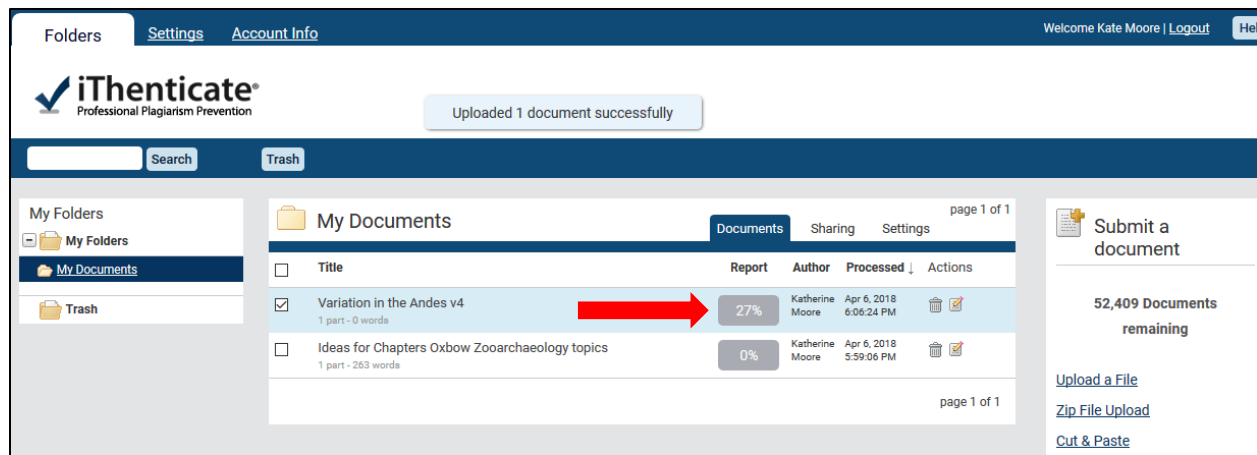 Folders Settings Account Info Welcome Kate Moore | Logout Hel
iThenticate®
Professional Plagiarism Prevention
Uploaded 1 document successfully
Search Trash
My Folders
My Folders
My Documents
Trash
My Documents
page 1 of 1
Documents Sharing Settings
Title Report Author Processed ↓ Actions
Variation in the Andes v4
1 part - 0 words
27%
Katherine Moore
Apr 6, 2018
6:06:24 PM
Ideas for Chapters Oxbow Zooarchaeology topics
1 part - 263 words
0%
Katherine Moore
Apr 6, 2018
5:59:06 PM
page 1 of 1
Submit a
document
52,409 Documents
remaining
Upload a File
Zip File Upload
Cut & Paste